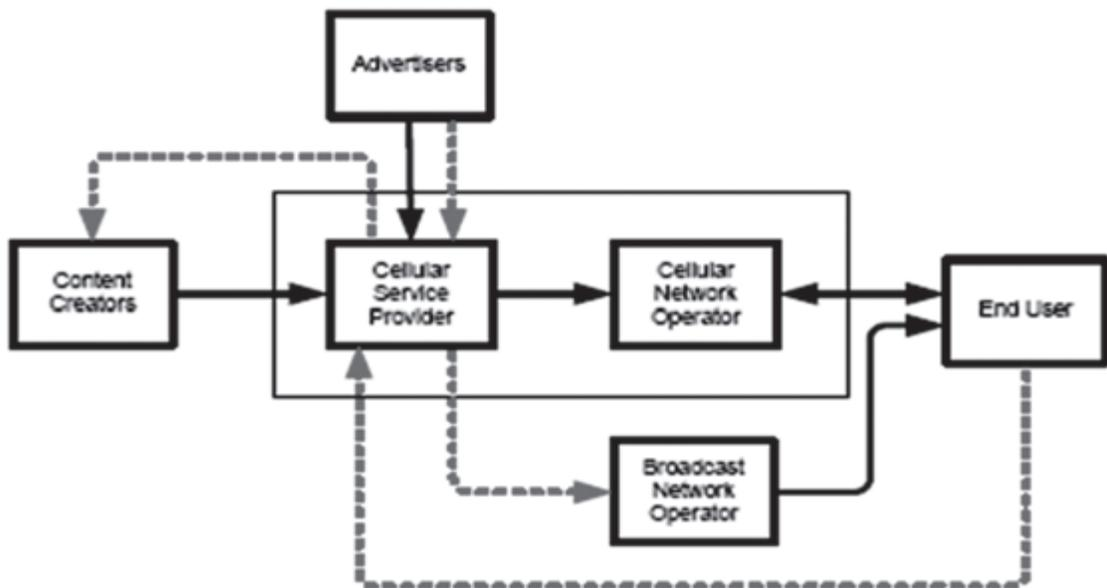 Advertisers
Content
Creators
Cellular
Service
Provider
Cellular
Network
Operator
End User
Broadcast
Network
Operator